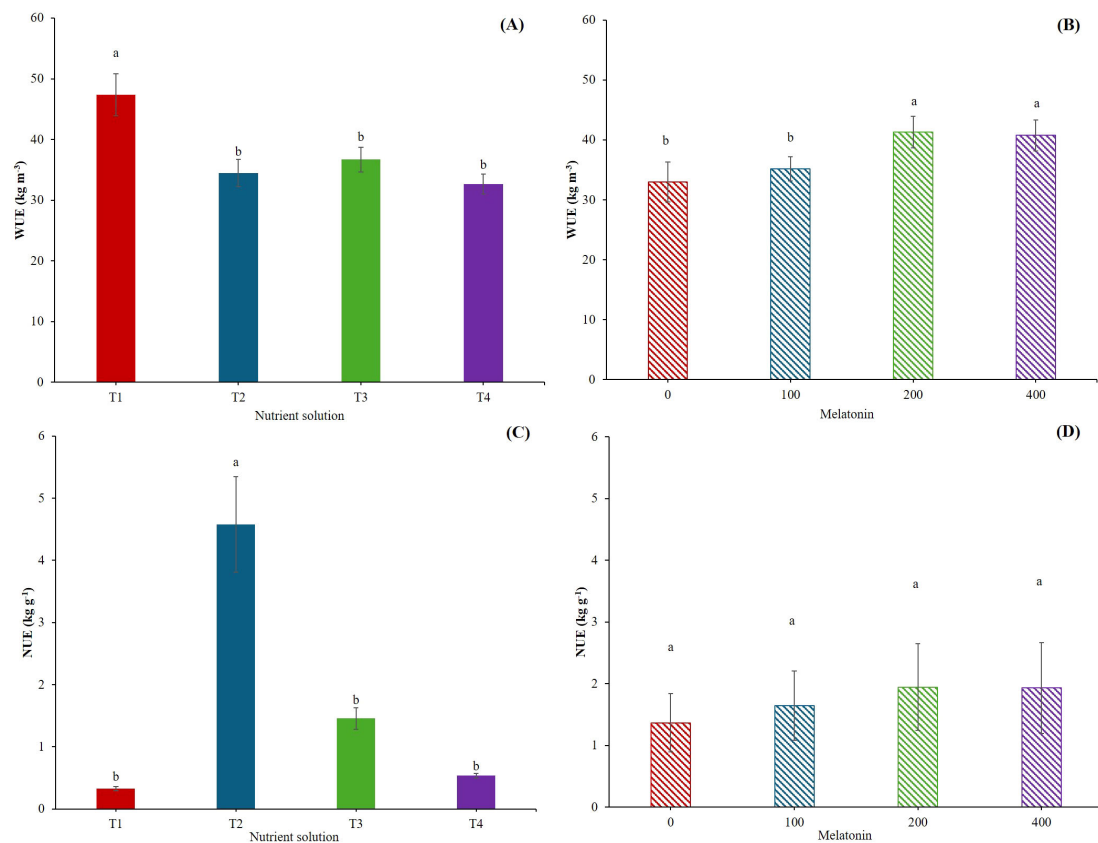 (A)
WUE (kg m⁻³)
60
50
40
30
20
10
0
a
b
b
b
T1 T2 T3 T4
Nutrient solution
(B)
WUE (kg m⁻³)
60
50
40
30
20
10
0
b
b
a
a
0 100 200 400
Melatonin
(C)
NUE (kg g⁻¹)
6
5
4
3
2
1
0
b
a
b
b
T1 T2 T3 T4
Nutrient solution
(D)
NUE (kg g⁻¹)
6
5
4
3
2
1
0
a
a
a
a
0 100 200 400
Melatonin